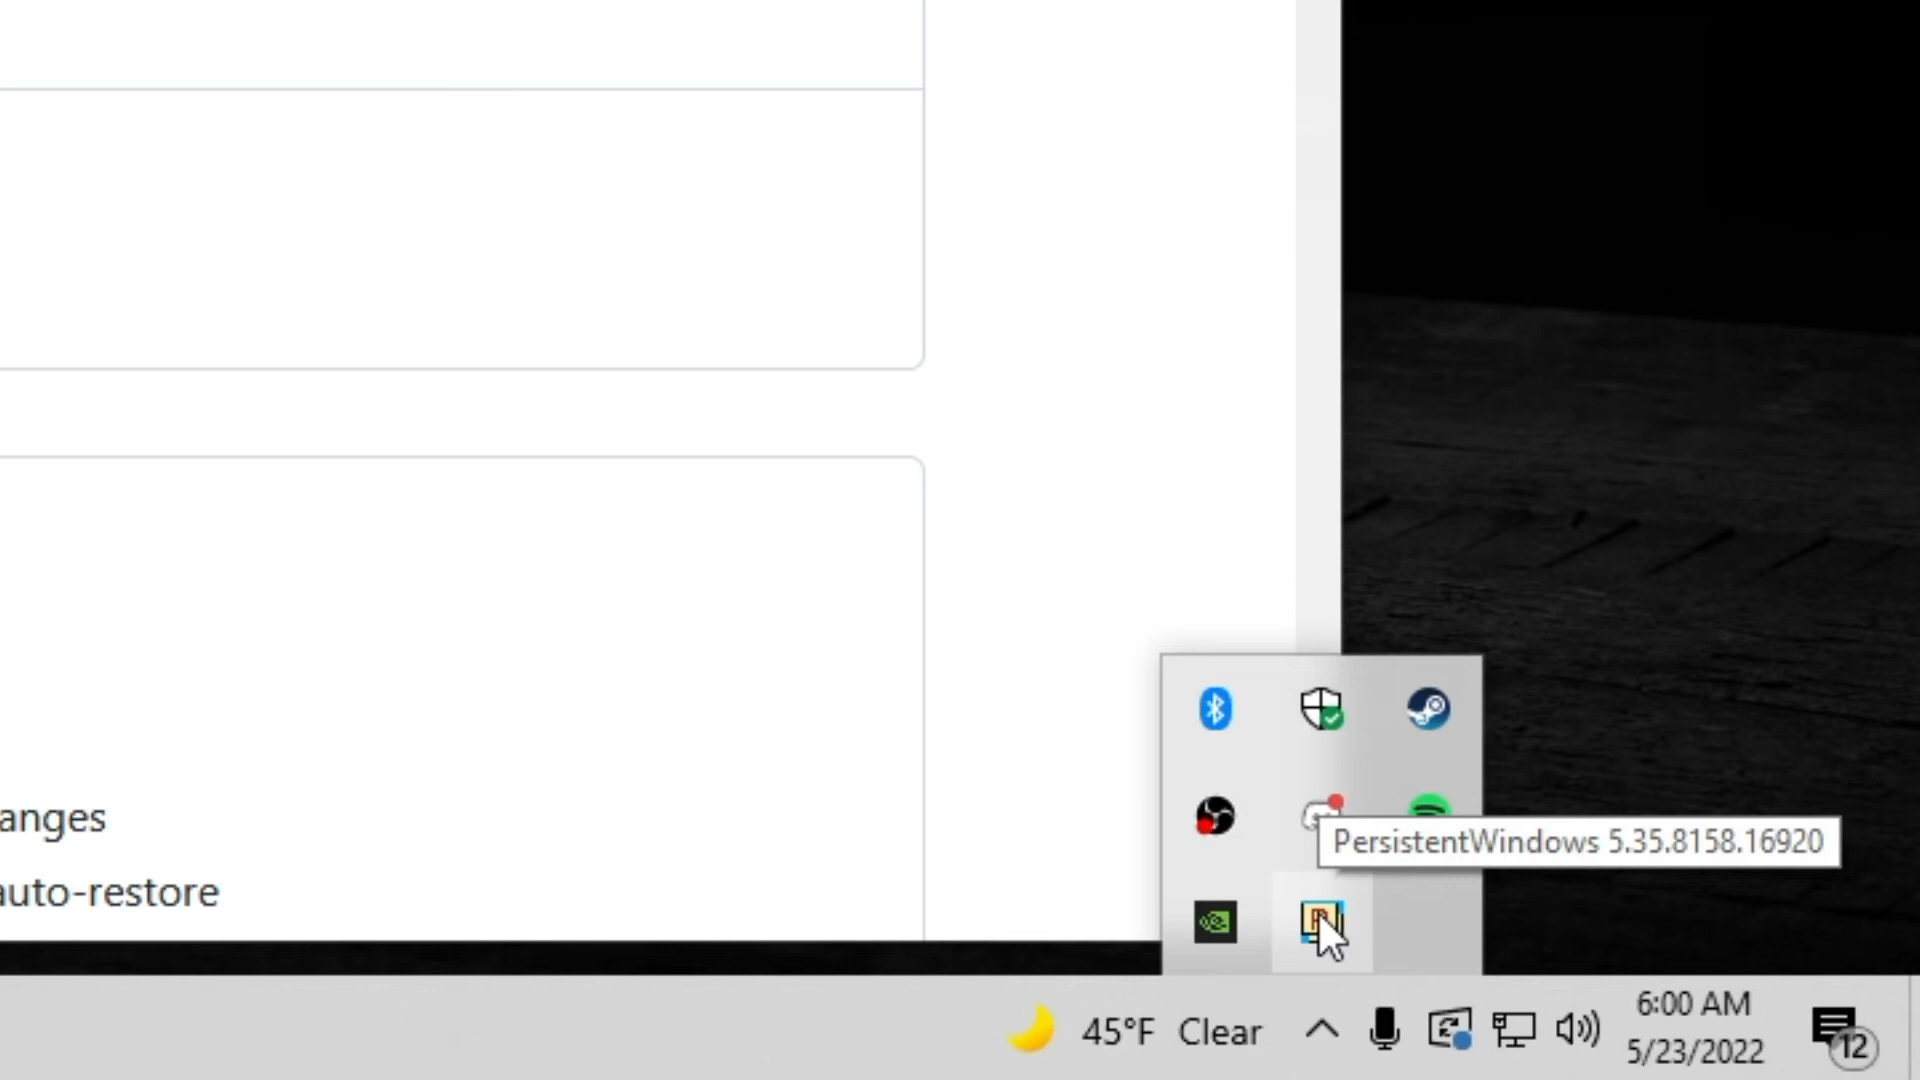 anges
auto-restore
PersistentWindows 5.35.8158.16920
P
45°F Clear
6:00 AM
5/23/2022
12